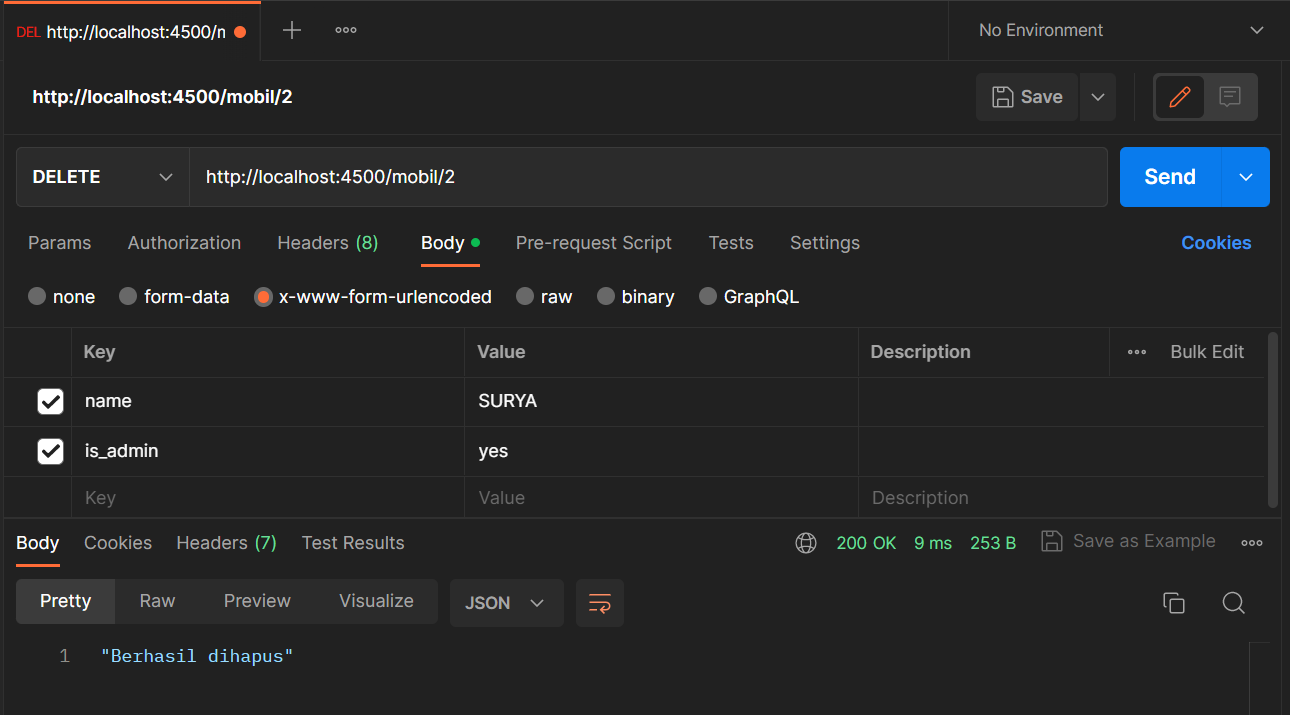 DEL http://localhost:4500/n
No Environment
http://localhost:4500/mobil/2
Save
DELETE http://localhost:4500/mobil/2 Send
Params Authorization Headers (8) Body Pre-request Script Tests Settings Cookies
none form-data x-www-form-urlencoded raw binary GraphQL
Key Value Description Bulk Edit
name SURYA
is_admin yes
Key Value Description
Body Cookies Headers (7) Test Results 200 OK 9 ms 253 B Save as Example
Pretty Raw Preview Visualize JSON
1 "Berhasil dihapus"